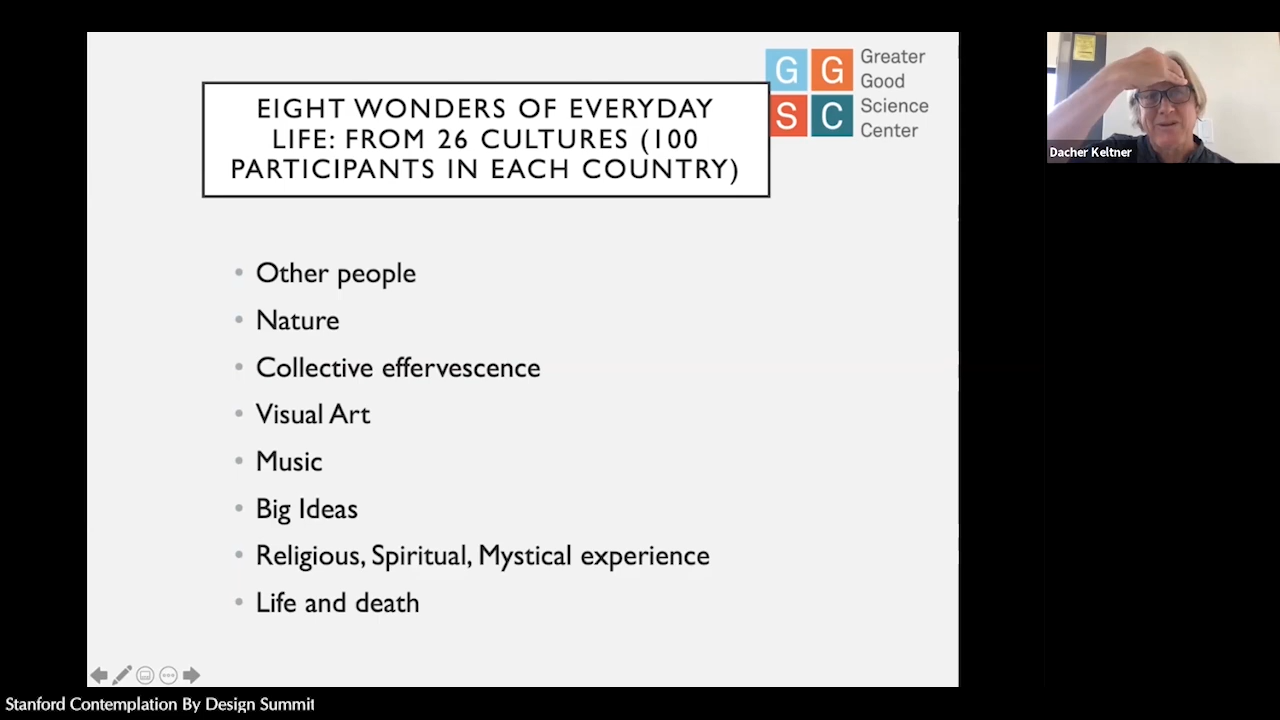 EIGHT WONDERS OF EVERYDAY
LIFE: FROM 26 CULTURES (100
PARTICIPANTS IN EACH COUNTRY)
G G
S C
Greater
Good
Science
Center
Other people
Nature
Collective effervescence
Visual Art
Music
Big Ideas
Religious, Spiritual, Mystical experience
Life and death
Dacher Keltner
Stanford Contemplation By Design Summit